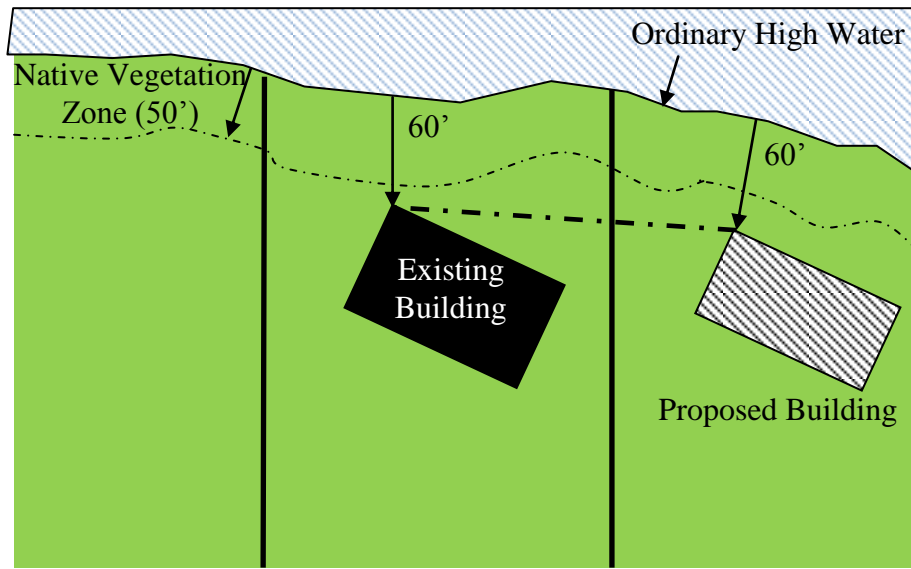 Ordinary High Water
Native Vegetation
Zone (50’)
60’
60’
Existing
Building
Proposed Building